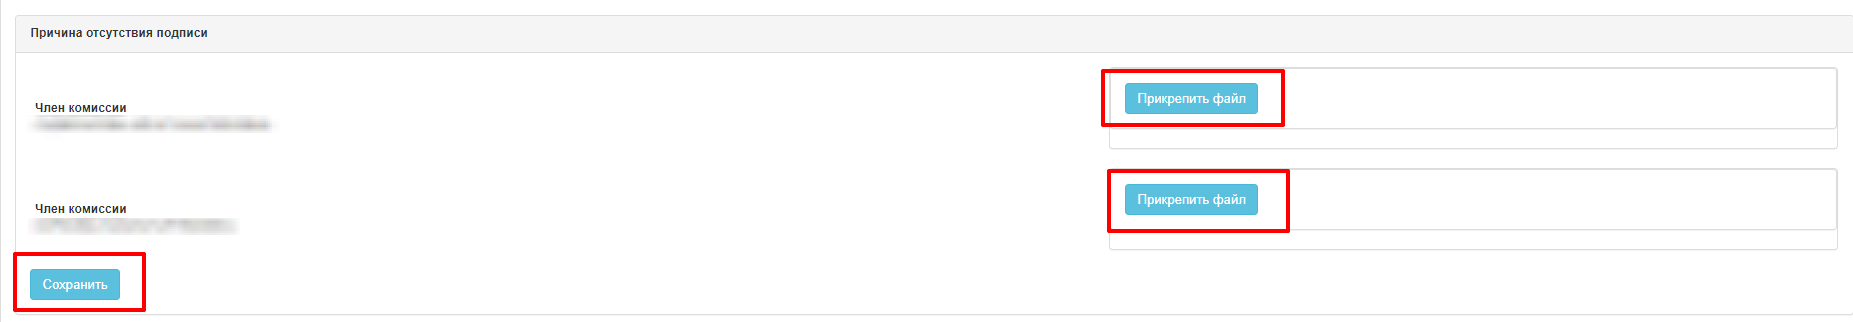 Причина отсутствия подписи
Член комиссии
Прикрепить файл
Член комиссии
Прикрепить файл
Сохранить